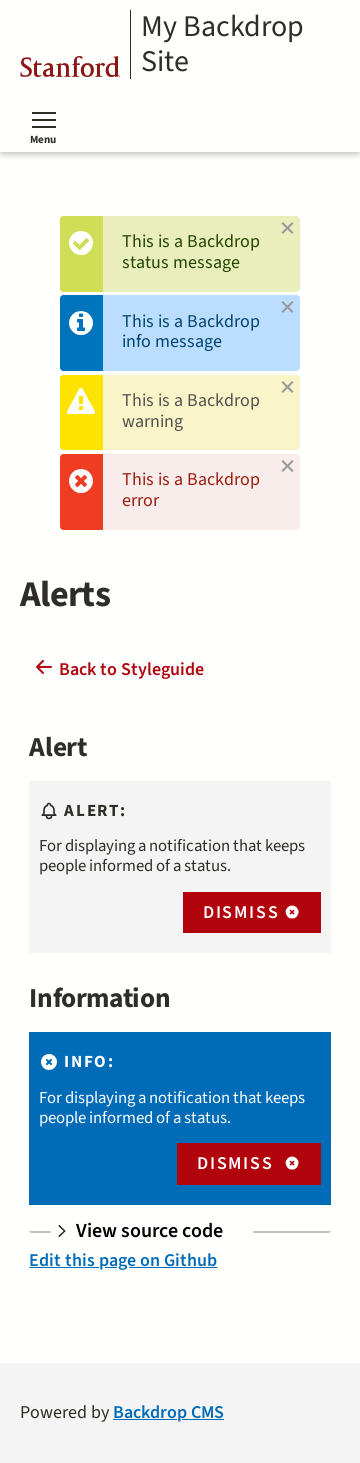 Stanford
My Backdrop
Site
Menu
This is a Backdrop
status message
This is a Backdrop
info message
This is a Backdrop
warning
This is a Backdrop
error
Alerts
Back to Styleguide
Alert
ALERT:
For displaying a notification that keeps
people informed of a status.
DISMISS
Information
INFO:
For displaying a notification that keeps
people informed of a status.
DISMISS
View source code
Edit this page on Github
Powered by Backdrop CMS